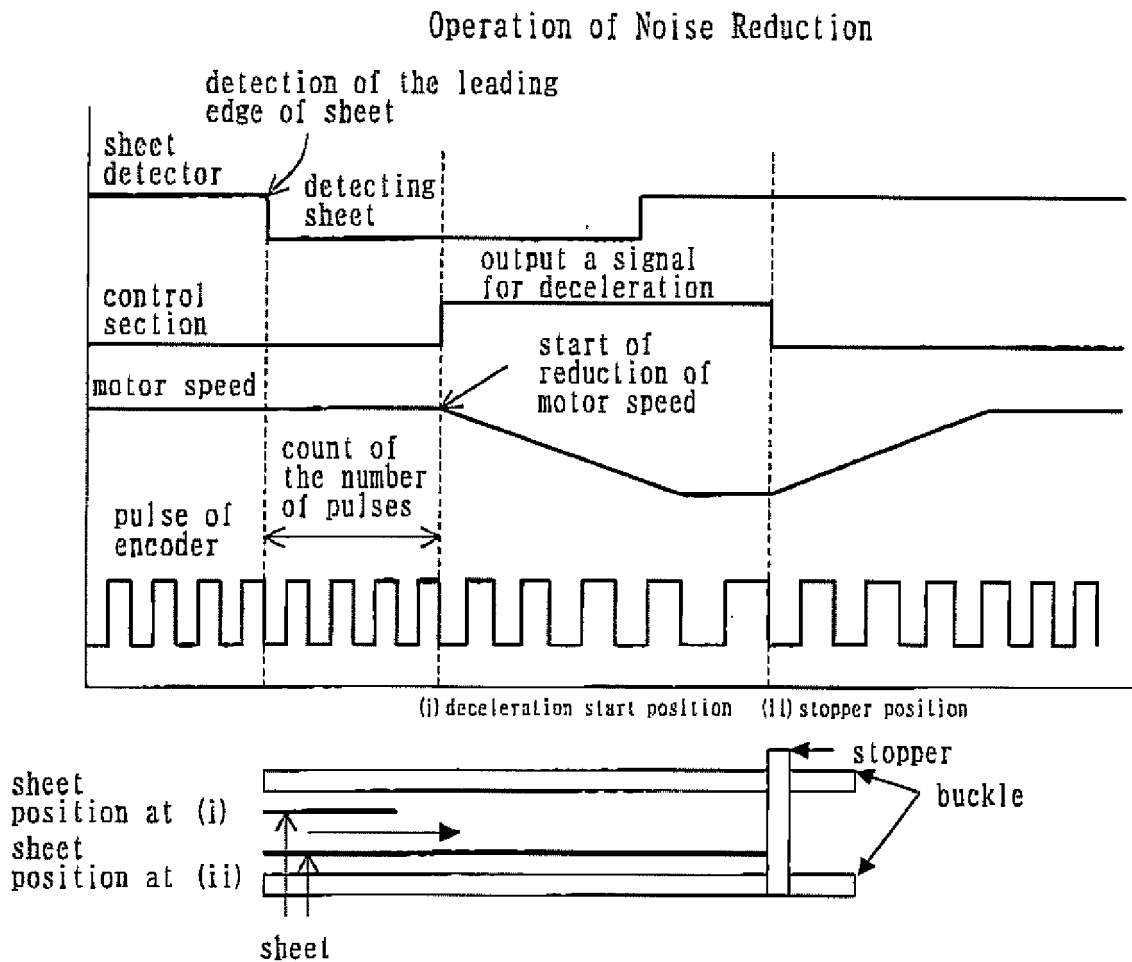 Operation of Noise Reduction
detection of the leading
edge of sheet
sheet
detector
detecting
sheet
output a signal
for deceleration
control
section
start of
reduction of
motor speed
motor speed
count of
the number
of pulses
pulse of
encoder
(i) deceleration start position
(ii) stopper position
stopper
sheet
position at (i)
buckle
sheet
position at (ii)
sheet